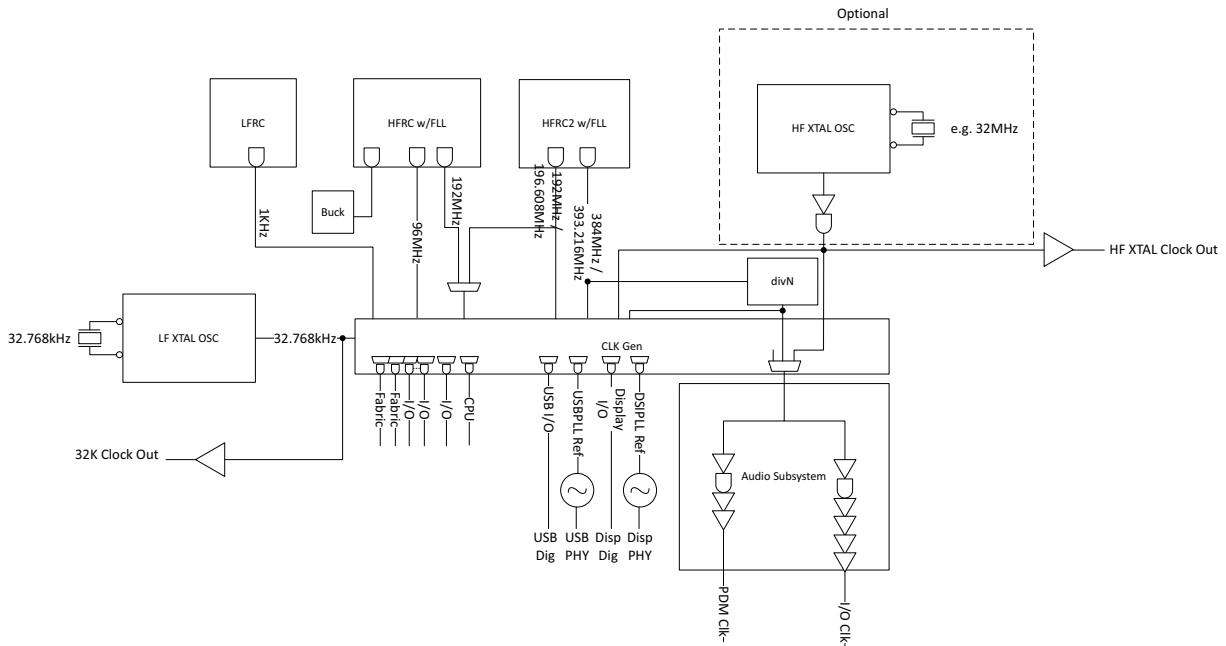 Optional
LFRC
HFRC w/FLL
HFRC2 w/FLL
HF XTAL OSC
e.g. 32MHz
Buck
1KHz
96MHz
192MHz
192MHz /
196.608MHz
384MHz /
393.216MHz
HF XTAL Clock Out
divN
32.768kHz
LF XTAL OSC
32.768kHz
CLK Gen
Fabric
Fabric
I/O
I/O
I/O
CPU
USB I/O
USBPLL Ref
Display
I/O
DSIPLL Ref
32K Clock Out
Audio Subsystem
USB
Dig
USB
PHY
Disp
Dig
Disp
PHY
PDM Clk
I/O Clk